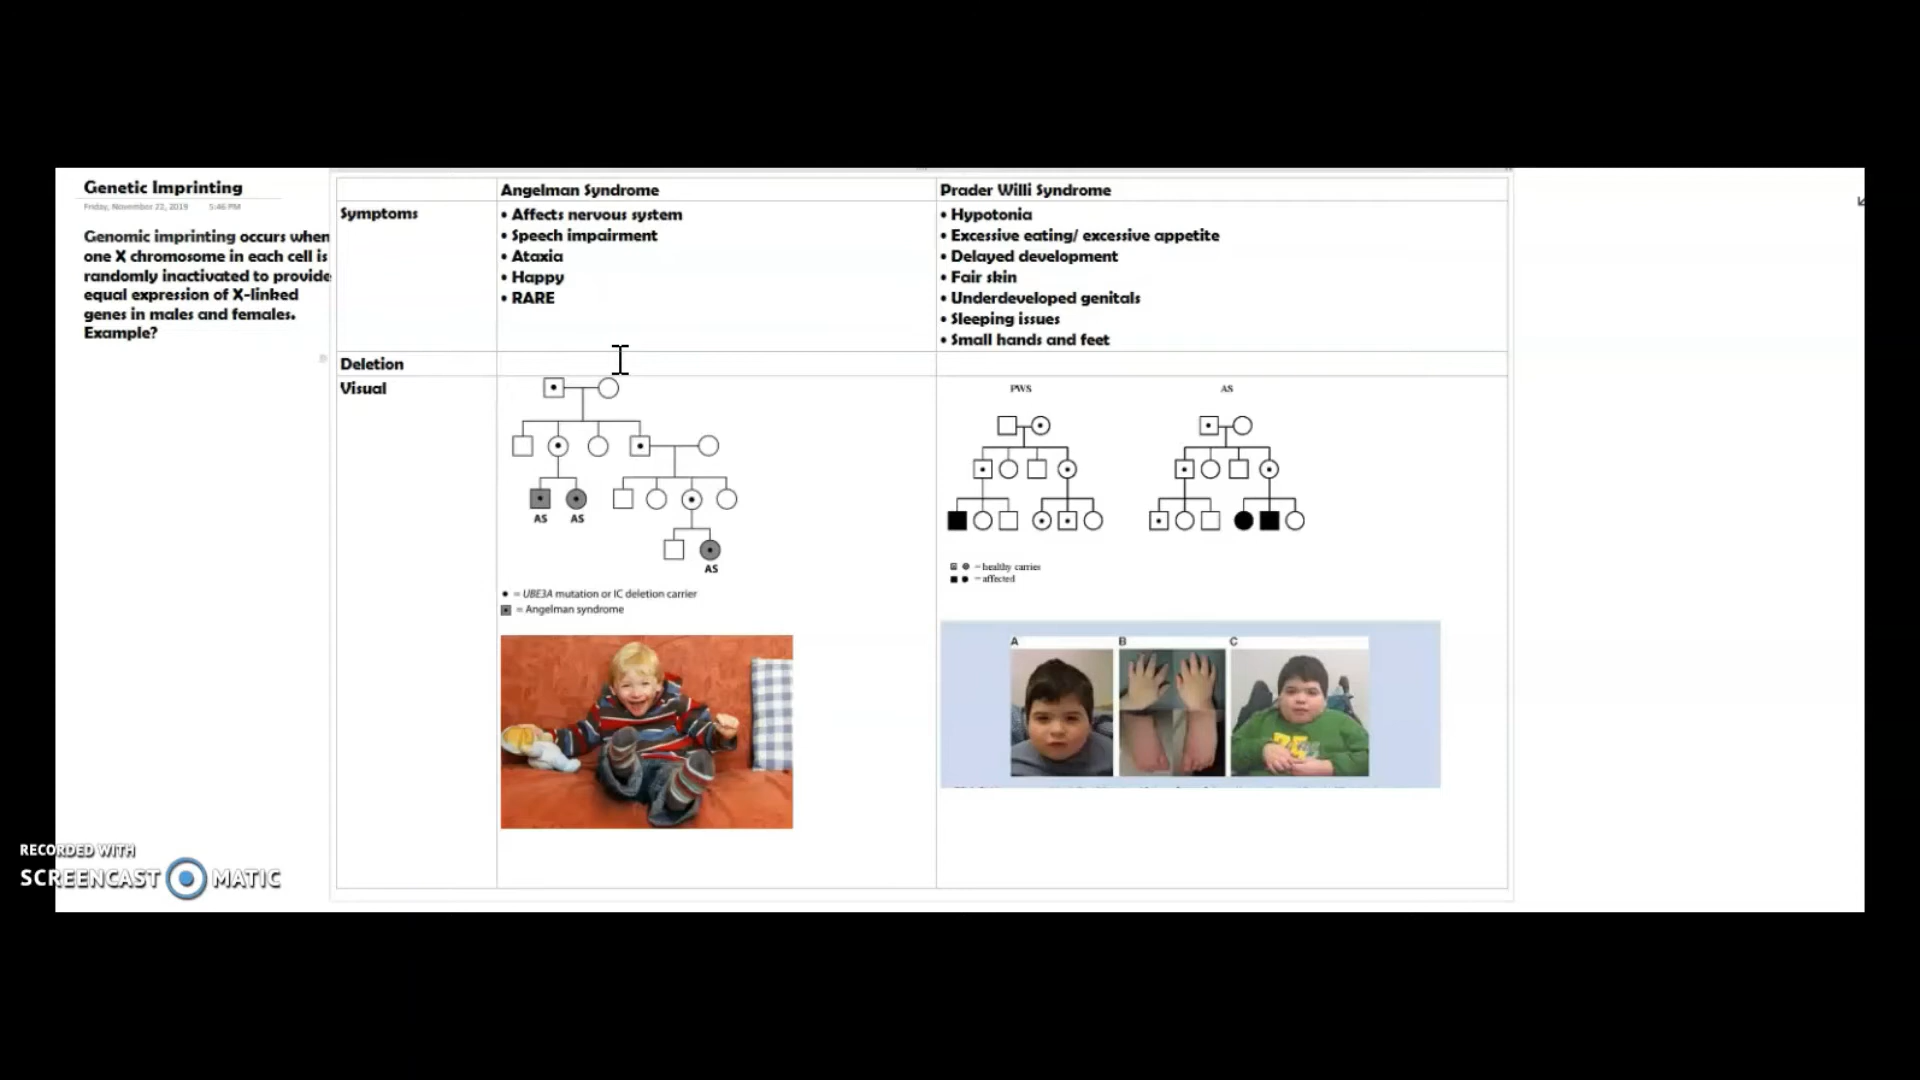 Genetic Imprinting
Friday, November 22, 2019 5:46 PM
Genomic imprinting occurs when
one X chromosome in each cell is
randomly inactivated to provide
equal expression of X-linked
genes in males and females.
Example?
Angelman Syndrome
Prader Willi Syndrome
Symptoms
• Affects nervous system
• Speech impairment
• Ataxia
• Happy
• RARE
• Hypotonia
• Excessive eating/ excessive appetite
• Delayed development
• Fair skin
• Underdeveloped genitals
• Sleeping issues
• Small hands and feet
Deletion
Visual
AS AS
AS
• = UBE3A mutation or IC deletion carrier
= Angelman syndrome
PWS AS
= healthy carrier
= affected
A B C
RECORDED WITH
SCREENCAST MATIC